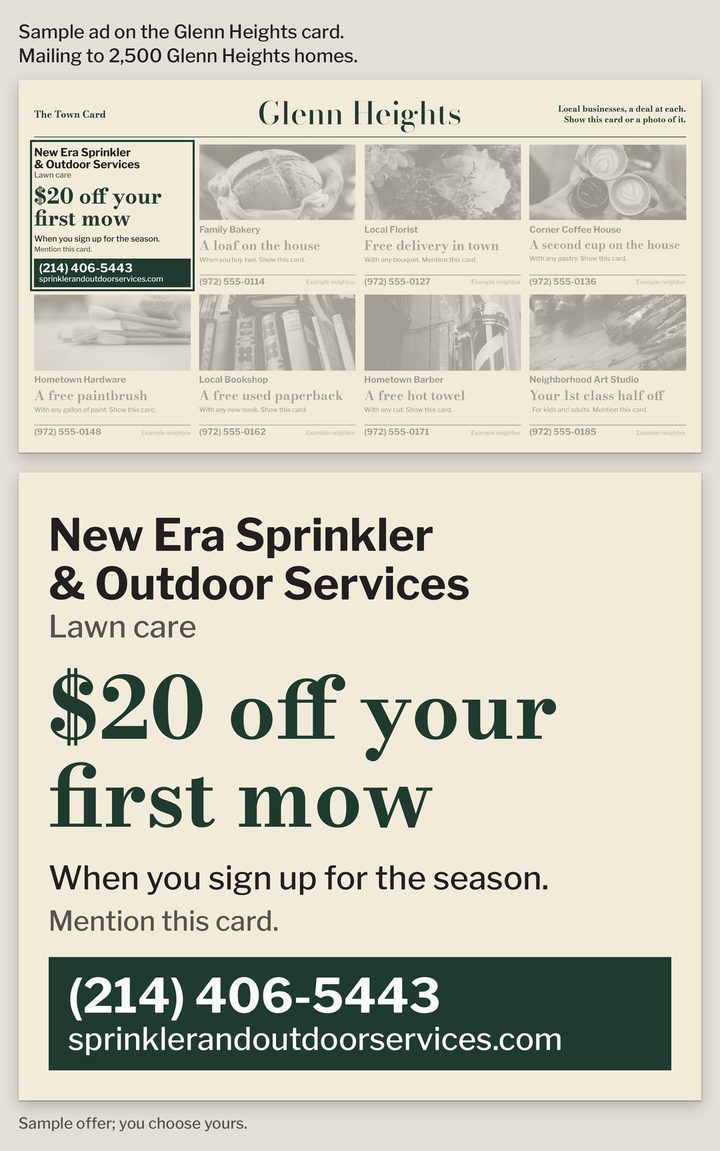 Sample ad on the Glenn Heights card.
Mailing to 2,500 Glenn Heights homes.
The Town Card
Glenn Heights
Local businesses, a deal at each.
Show this card or a photo of it.
New Era Sprinkler
& Outdoor Services
Lawn care
$20 off your
first mow
When you sign up for the season.
Mention this card.
(214) 406-5443
sprinklerandoutdoorservices.com
Family Bakery
A loaf on the house
When you buy two. Show this card.
(972) 555-0114
Example neighbor
Local Florist
Free delivery in town
With any bouquet. Mention this card.
(972) 555-0127
Example neighbor
Corner Coffee House
A second cup on the house
With any pastry. Show this card.
(972) 555-0136
Example neighbor
Hometown Hardware
A free paintbrush
With any gallon of paint. Show this card.
(972) 555-0148
Example neighbor
Local Bookshop
A free used paperback
With any new book. Show this card.
(972) 555-0162
Example neighbor
Hometown Barber
A free hot towel
With any cut. Show this card.
(972) 555-0171
Example neighbor
Neighborhood Art Studio
Your 1st class half off
For kids and adults. Mention this card.
(972) 555-0185
Example neighbor
New Era Sprinkler
& Outdoor Services
Lawn care
$20 off your
first mow
When you sign up for the season.
Mention this card.
(214) 406-5443
sprinklerandoutdoorservices.com
Sample offer; you choose yours.